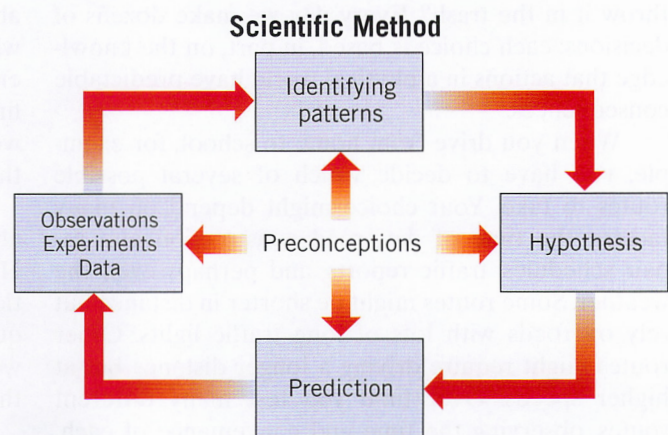 Scientific Method
Identifying
patterns
Observations
Experiments
Data
Preconceptions
Hypothesis
Prediction